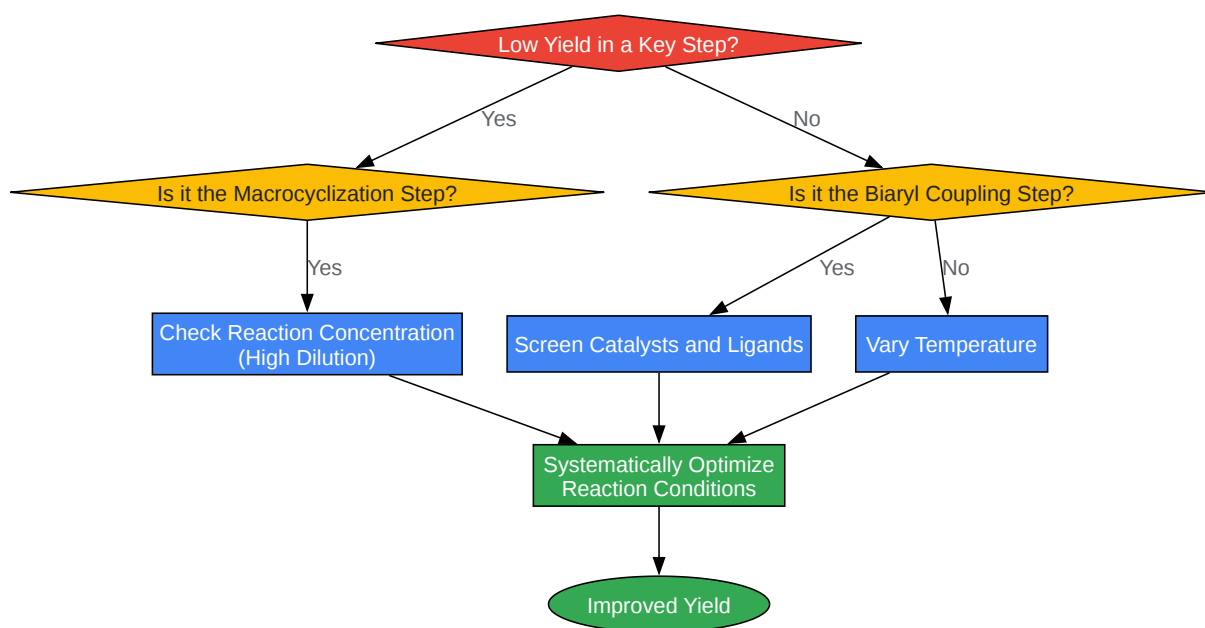 Low Yield in a Key Step?
Yes
No
Is it the Macrocyclization Step?
Is it the Biaryl Coupling Step?
Yes
Yes
No
Check Reaction Concentration
(High Dilution)
Screen Catalysts and Ligands
Vary Temperature
Systematically Optimize
Reaction Conditions
Improved Yield